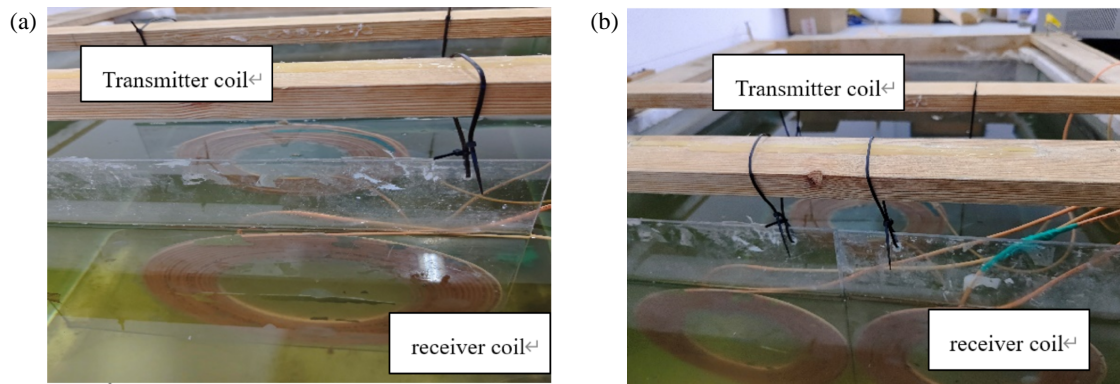 (a)
Transmitter coil↵
receiver coil↵
(b)
Transmitter coil↵
receiver coil↵